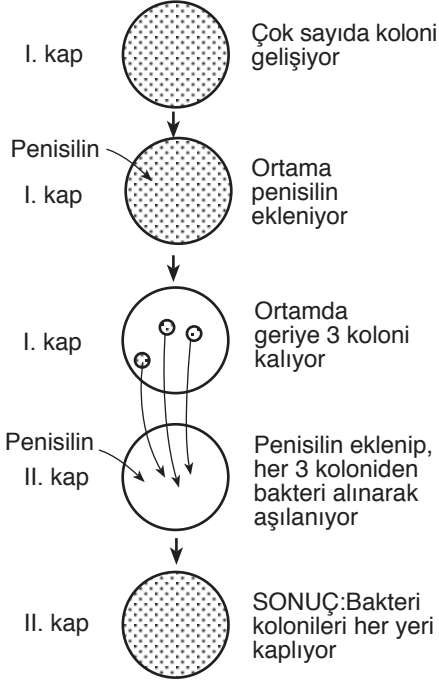 I. kap
Çok sayıda koloni
gelişiyor
Penisilin
I. kap
Ortama
penisilin
ekleniyor
I. kap
Ortamda
geriye 3 koloni
kalıyor
Penisilin
II. kap
Penisilin eklenip,
her 3 koloniden
bakteri alınarak
aşılanıyor
II. kap
SONUÇ:Bakteri
kolonileri her yeri
kaplıyor